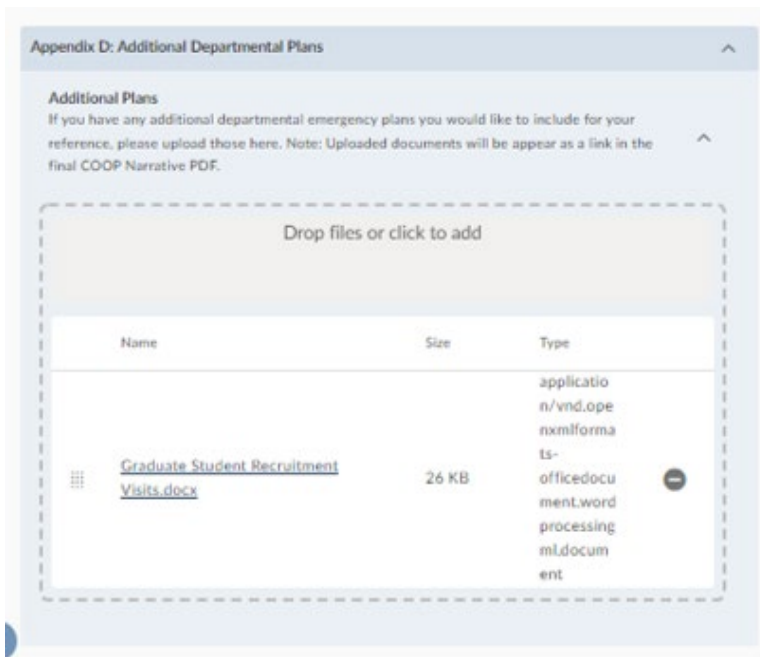 Appendix D: Additional Departmental Plans
Additional Plans
If you have any additional departmental emergency plans you would like to include for your
reference, please upload those here. Note: Uploaded documents will be appear as a link in the
final COOP Narrative PDF.
Drop files or click to add
Name Size Type
Graduate Student Recruitment
Visits.docx
26 KB
applicatio
n/vnd.ope
nxmlforma
ts-
officedocu
ment.word
processing
ml.docum
ent